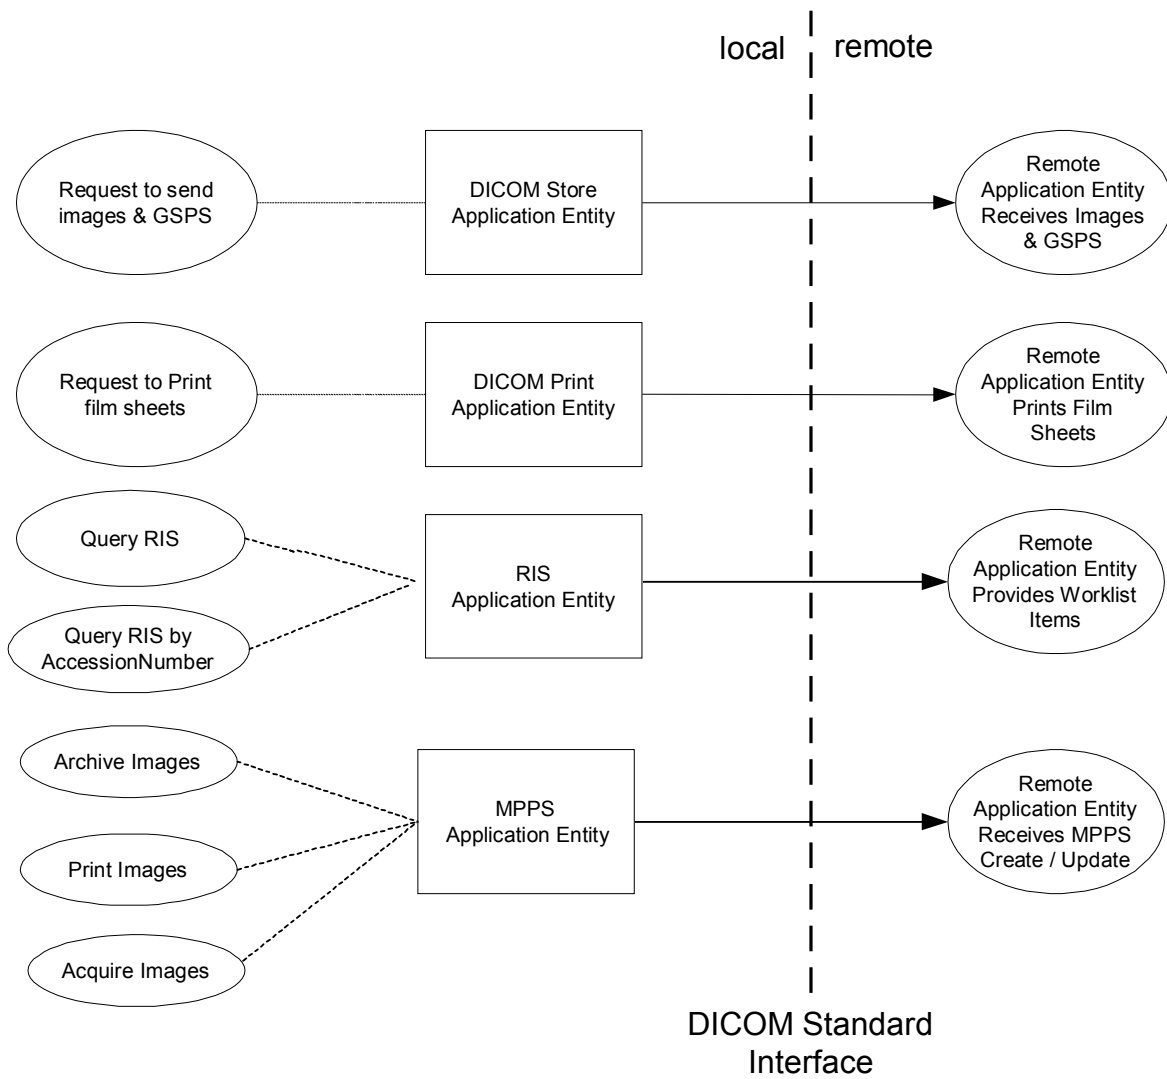 local
remote
Request to send
images & GSPS
DICOM Store
Application Entity
Remote
Application Entity
Receives Images
& GSPS
Request to Print
film sheets
DICOM Print
Application Entity
Remote
Application Entity
Prints Film
Sheets
Query RIS
Query RIS by
AccessionNumber
RIS
Application Entity
Remote
Application Entity
Provides Worklist
Items
Archive Images
Print Images
Acquire Images
MPPS
Application Entity
Remote
Application Entity
Receives MPPS
Create / Update
DICOM Standard
Interface